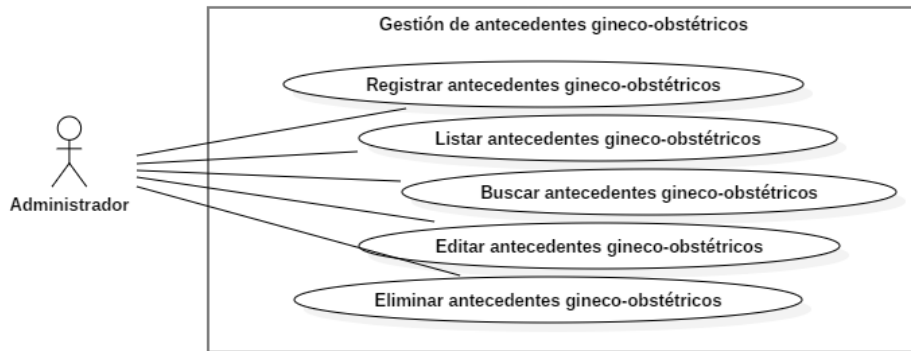 Gestión de antecedentes gineco-obstétricos
Registrar antecedentes gineco-obstétricos
Listar antecedentes gineco-obstétricos
Buscar antecedentes gineco-obstétricos
Administrador
Editar antecedentes gineco-obstétricos
Eliminar antecedentes gineco-obstétricos